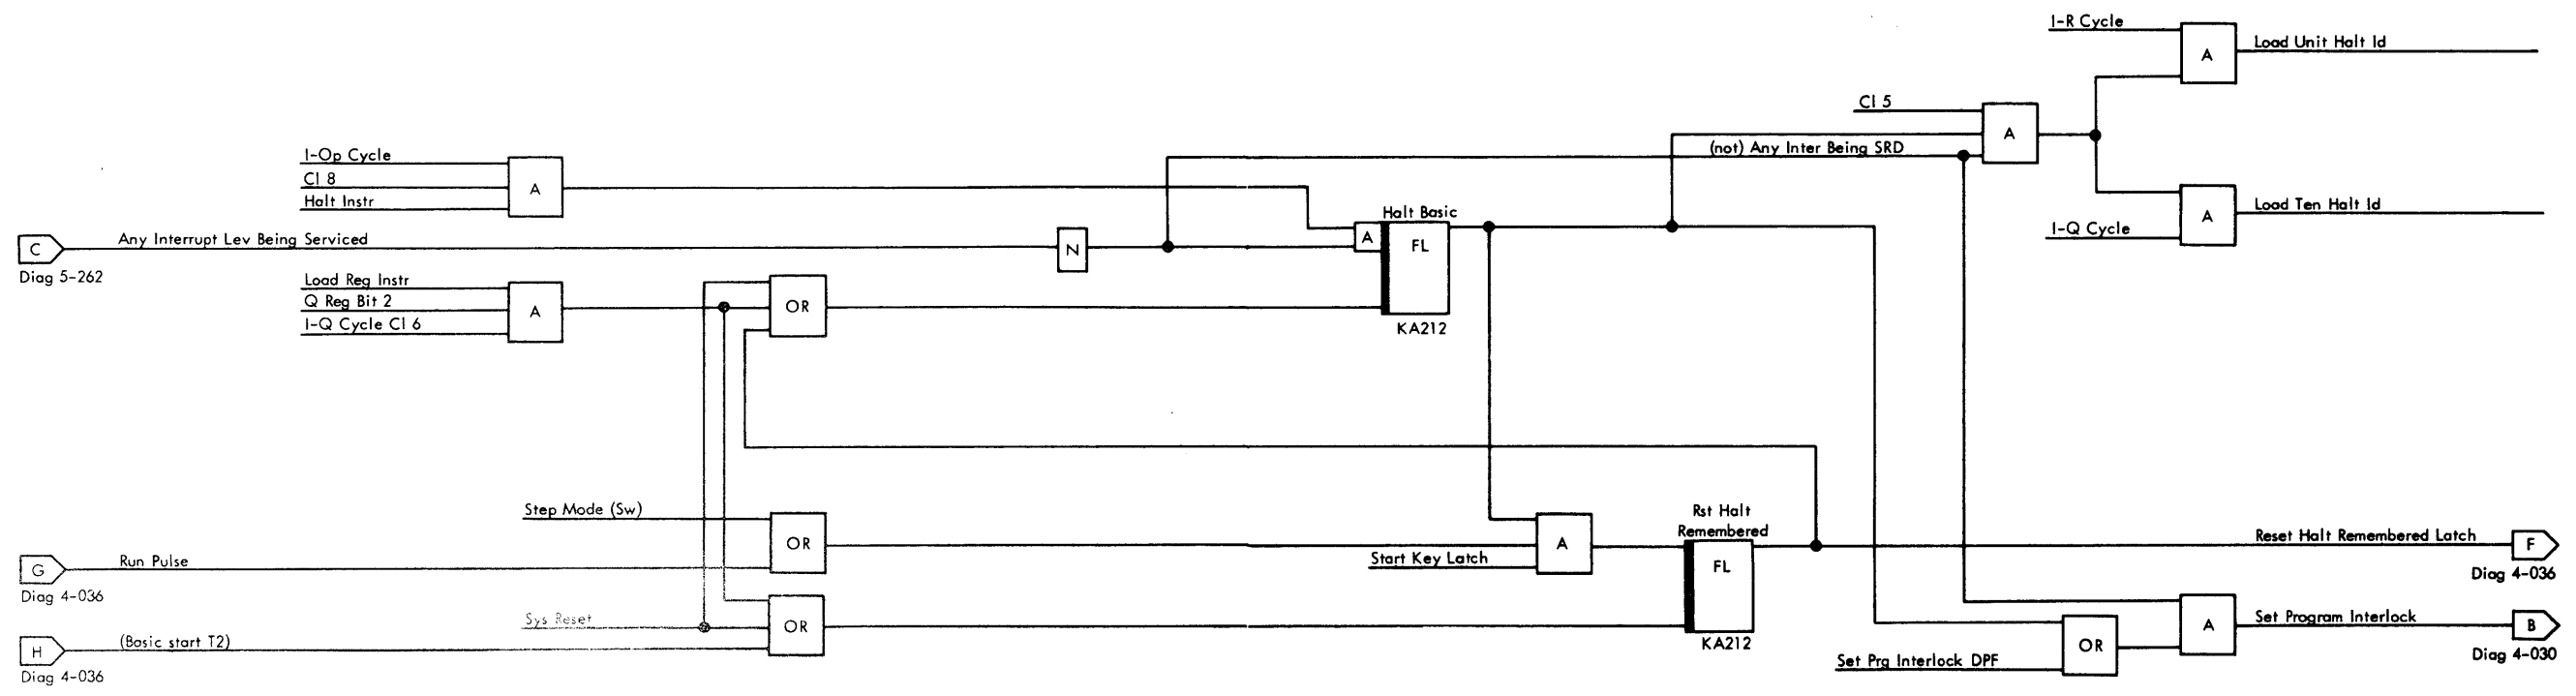 I-R Cycle
A
Load Unit Halt Id
Cl 5
A
(not) Any Inter Being SRD
I-Op Cycle
Cl 8
Halt Instr
A
A
Load Ten Halt Id
I-Q Cycle
Halt Basic
A
FL
KA212
C
Any Interrupt Lev Being Serviced
Diag 5-262
N
Load Reg Instr
Q Reg Bit 2
I-Q Cycle Cl 6
A
OR
Step Mode (Sw)
OR
G
Run Pulse
Diag 4-036
Start Key Latch
A
Rst Halt
Remembered
FL
KA212
Reset Halt Remembered Latch
F
Diag 4-036
Sys Reset
OR
H
(Basic start T2)
Diag 4-036
Set Prg Interlock DPF
OR
A
Set Program Interlock
B
Diag 4-030